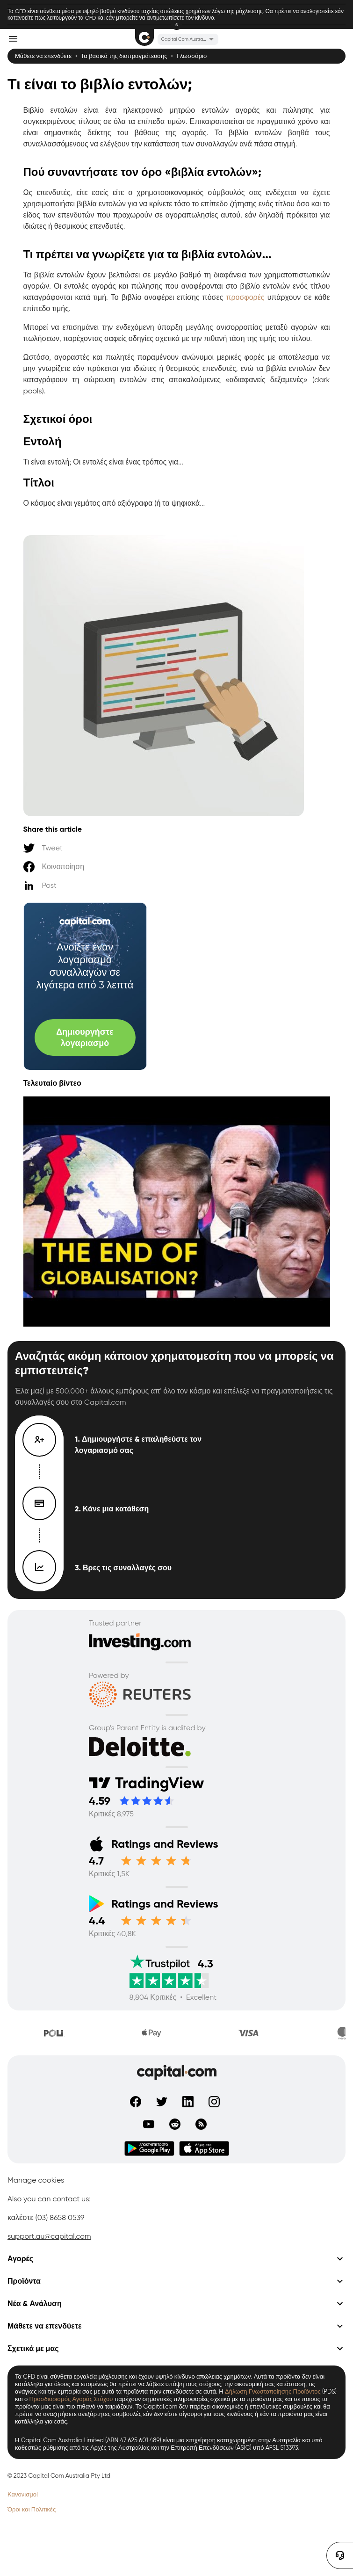 Τα CFD είναι σύνθετα μέσα με υψηλό βαθμό κινδύνου ταχείας απώλειας χρημάτων λόγω της μόχλευσης. Θα πρέπει να αναλογιστείτε εάν
κατανοείτε πως λειτουργούν τα CFD και εάν μπορείτε να αντιμετωπίσετε τον κίνδυνο.
Capital Com Austra...
Μάθετε να επενδύετε • Τα βασικά της διαπραγμάτευσης • Γλωσσάριο
Τι είναι το βιβλίο εντολών;
Βιβλίο εντολών είναι ένα ηλεκτρονικό μητρώο εντολών αγοράς και πώλησης για
συγκεκριμένους τίτλους σε όλα τα επίπεδα τιμών. Επικαιροποιείται σε πραγματικό χρόνο και
είναι σημαντικός δείκτης του βάθους της αγοράς. Το βιβλίο εντολών βοηθά τους
συναλλασσόμενους να εξελιχθούν την κατάσταση των συναλλαγών ανά πάσα στιγμή.
Πού συναντήσατε τον όρο «βιβλίο εντολών»;
Ως επενδυτές, είτε εσείς είτε ο χρηματοοικονομικός σύμβουλός σας ενδέχεται να έχετε
χρησιμοποιήσει βιβλία εντολών για να κρίνετε τόσο το επίπεδο ζήτησης ενός τίτλου όσο και το
είδος των επενδυτών που προχωρούν σε αγοραπωλησίες αυτού, εάν δηλαδή πρόκειται για
ιδιώτες ή θεσμικούς επενδυτές.
Τι πρέπει να γνωρίζετε για τα βιβλία εντολών...
Τα βιβλία εντολών έχουν βελτιώσει σε μεγάλο βαθμό τη διαφάνεια των χρηματοπιστωτικών
αγορών. Οι εντολές αγοράς και πώλησης που αναφέρονται στο βιβλίο εντολών ενός τίτλου
καταγράφονται κατά τιμή. Το βιβλίο αναφέρει επίσης πόσες προσφορές υπάρχουν σε κάθε
επίπεδο τιμής.
Μπορεί να επισημάνει την ενδεχόμενη ύπαρξη μεγάλης ανισορροπίας μεταξύ αγορών και
πωλήσεων, παρέχοντας σαφείς οδηγίες σχετικά με την πιθανή τάση της τιμής του τίτλου.
Ωστόσο, αγοραστές και πωλητές παραμένουν ανώνυμοι μερικές φορές με αποτέλεσμα να
μην γνωρίζετε εάν πρόκειται για ιδιώτες ή θεσμικούς επενδυτές, ενώ τα βιβλία εντολών δεν
καταγράφουν τη σώρευση εντολών στις αποκαλούμενες «αδιαφανείς δεξαμενές» (dark
pools).
Σχετικοί όροι
Εντολή
Τι είναι εντολή; Οι εντολές είναι ένας τρόπος για...
Τίτλοι
Ο κόσμος είναι γεμάτος από αξιόγραφα (ή τα ψηφιακά...
Share this article
Tweet
Κοινοποίηση
Post
capital.com
Ανοίξτε έναν
λογαριασμό
συναλλαγών σε
λιγότερα από 3 λεπτά
Δημιουργήστε
λογαριασμό
Τελευταίο βίντεο
THE END OF
GLOBALISATION?
Αναζητάς ακόμη κάποιον χρηματομεσίτη που να μπορείς να
εμπιστευτείς?
Έλα μαζί με 500.000+ άλλους εμπόρους απ' όλο τον κόσμο και επέλεξε να πραγματοποιήσεις τις
συναλλαγές σου στο Capital.com
1. Δημιουργήστε & επαληθεύστε τον
λογαριασμό σας
2. Κάνε μια κατάθεση
3. Βρες τις συναλλαγές σου
Trusted partner
Investing.com
Powered by
REUTERS
Group's Parent Entity is audited by
Deloitte.
TradingView
4.59
Κριτικές 8,975
Ratings and Reviews
4.7
Κριτικές 1,5K
Ratings and Reviews
4.4
Κριτικές 40,8K
Trustpilot 4.3
8,804 Κριτικές • Excellent
POLi
Pay
VISA
capital.com
Google Play
App Store
Manage cookies
Also you can contact us:
καλέστε (03) 8658 0539
support.au@capital.com
Αγορές
Προϊόντα
Νέα & Ανάλυση
Μάθετε να επενδύετε
Σχετικά με μας
Τα CFD είναι σύνθετα εργαλεία μόχλευσης και έχουν υψηλό κίνδυνο απώλειας χρημάτων. Αυτά τα προϊόντα δεν είναι
κατάλληλα για όλους και επομένως θα πρέπει να λάβετε υπόψη τους στόχους, την οικονομική σας κατάσταση, τις
ανάγκες και την εμπειρία σας με αυτά τα προϊόντα πριν επενδύσετε σε αυτά. Η Δήλωση Γνωστοποίησης Προϊόντος (PDS)
και ο Προσδιορισμός Αγοράς Στόχου παρέχουν σημαντικές πληροφορίες σχετικά με τα προϊόντα μας και σε ποιους τα
προϊόντα μας είναι πιο πιθανό να ταιριάζουν. Το Capital.com δεν παρέχει οικονομικές ή επενδυτικές συμβουλές και θα
πρέπει να αναζητήσετε ανεξάρτητες συμβουλές εάν δεν είστε σίγουροι για τους κινδύνους ή εάν τα προϊόντα μας είναι
κατάλληλα για εσάς.
Η Capital Com Australia Limited (ABN 47 625 601 489) είναι μια επιχείρηση καταχωρημένη στην Αυστραλία και υπό
καθεστώς ρύθμισης από τις Αρχές της Αυστραλίας και την Επιτροπή Επενδύσεων (ASIC) υπό AFSL 513393.
© 2023 Capital Com Australia Pty Ltd
Κανονισμοί
Όροι και Πολιτικές